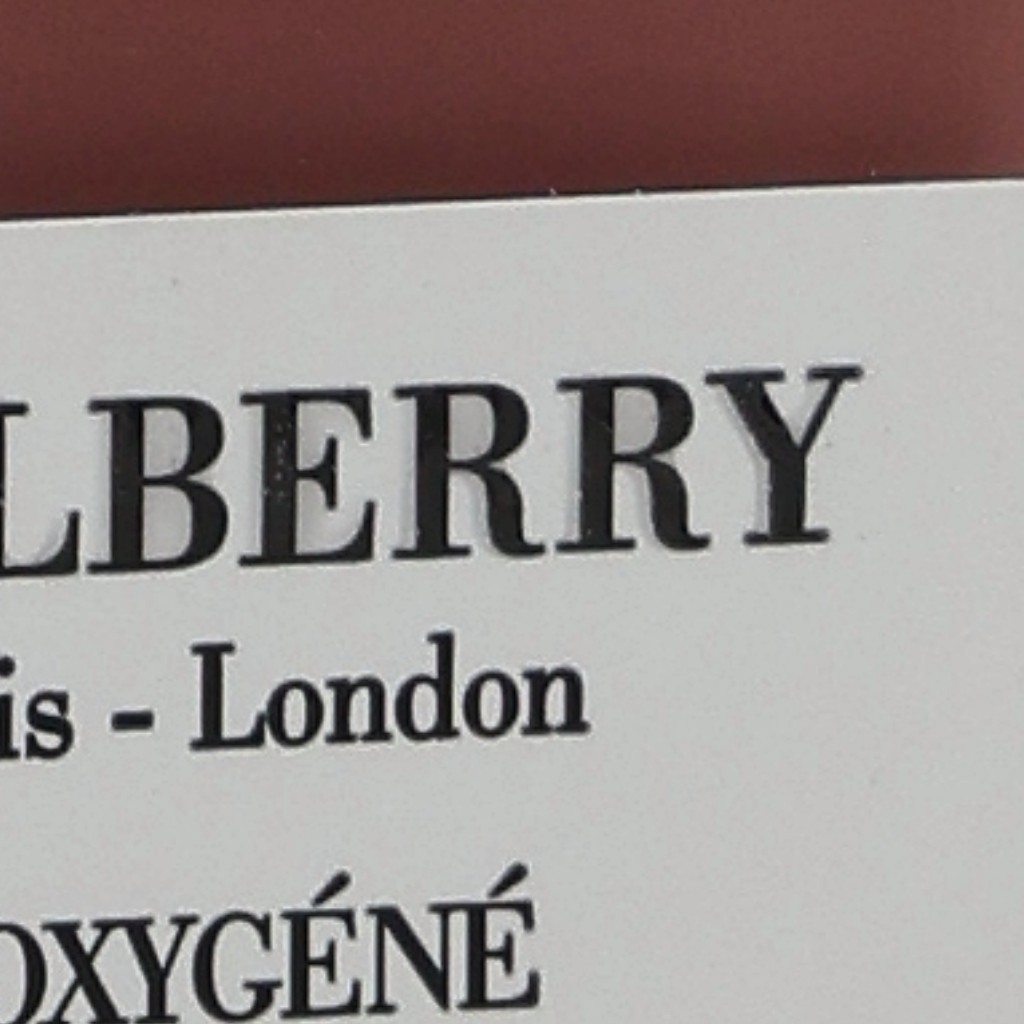 LBERRY
is - London
OXYGÉNÉ